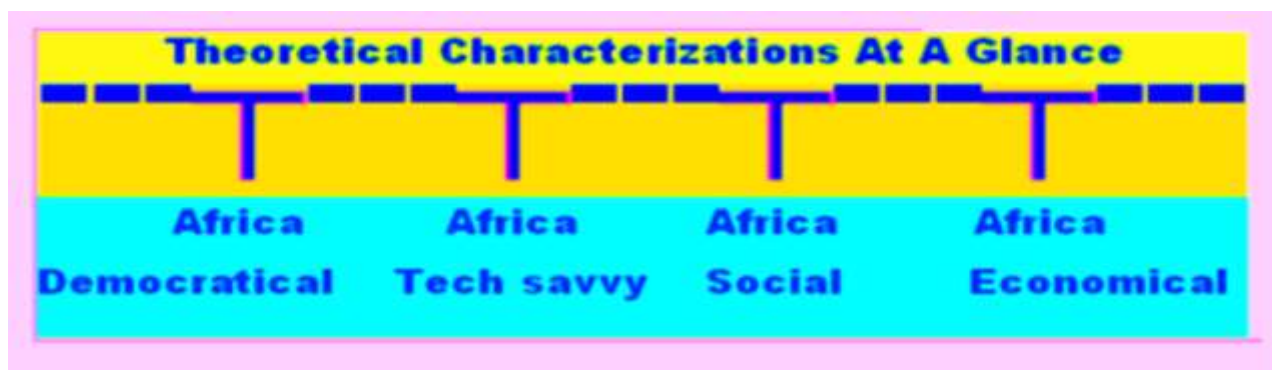 Theoretical Characterizations At A Glance
Africa Africa Africa Africa
Democratical Tech savvy Social Economical